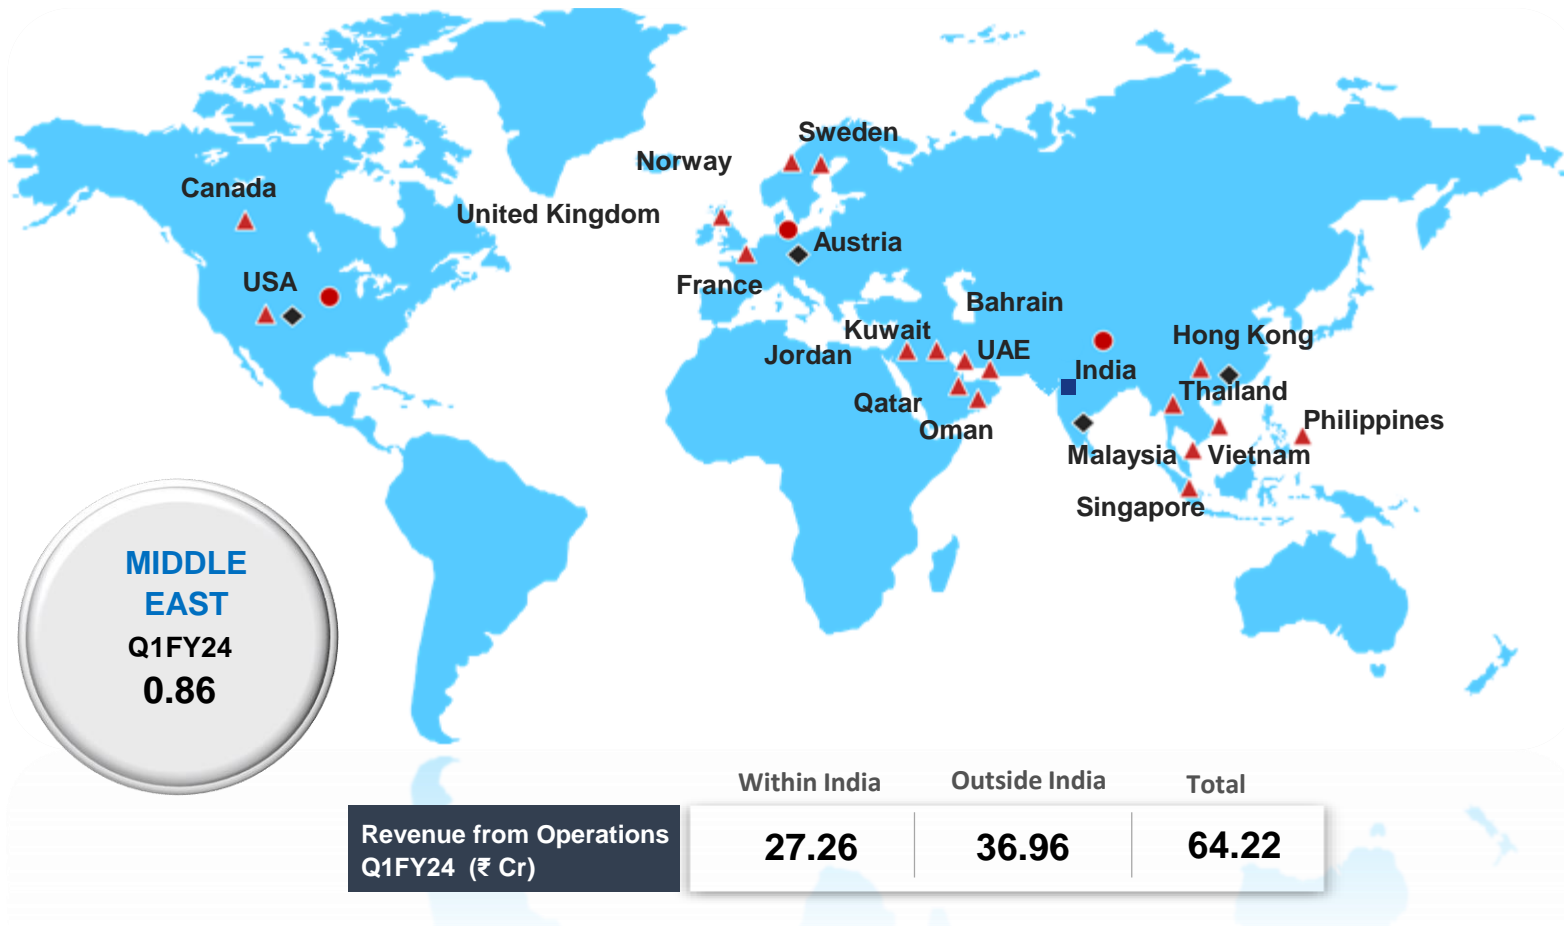 Sweden
Norway
Canada
United Kingdom
Austria
USA
France
Bahrain
Kuwait
Hong Kong
Jordan
UAE
India
Thailand
Qatar
Philippines
Oman
Malaysia
Vietnam
Singapore
MIDDLE
EAST
Q1FY24
0.86
Within India
Outside India
Total
Revenue from Operations
Q1FY24 (₹ Cr)
27.26
36.96
64.22